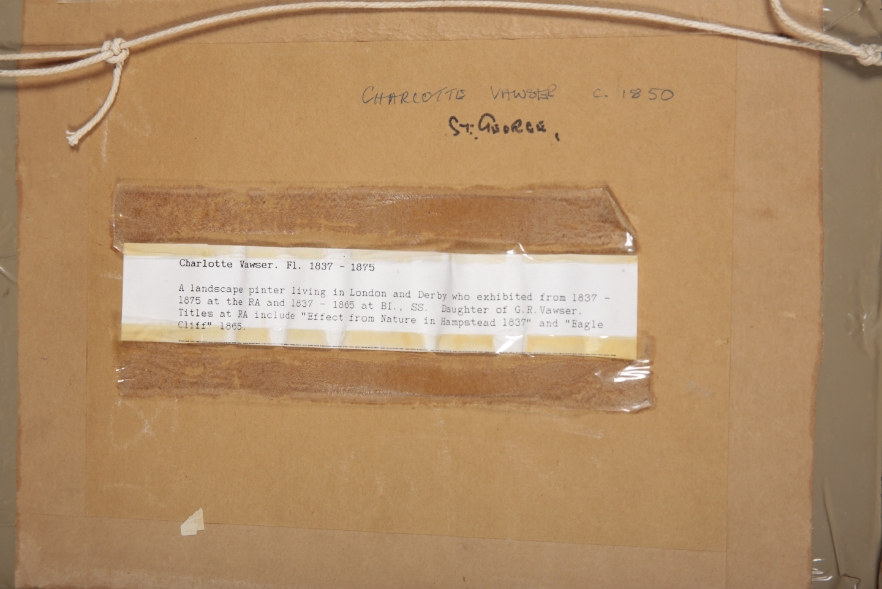 CHARLOTTE VAWSER C. 1850
ST. GEORGE,
Charlotte Vawser. Fl. 1837 - 1875
A landscape pinter living in London and Derby who exhibited from 1837 -
1875 at the RA and 1837 - 1865 at BI., SS. Daughter of G.R.Vawser.
Titles at RA include "Effect from Nature in Hampstead 1837" and "Eagle
Cliff" 1865.